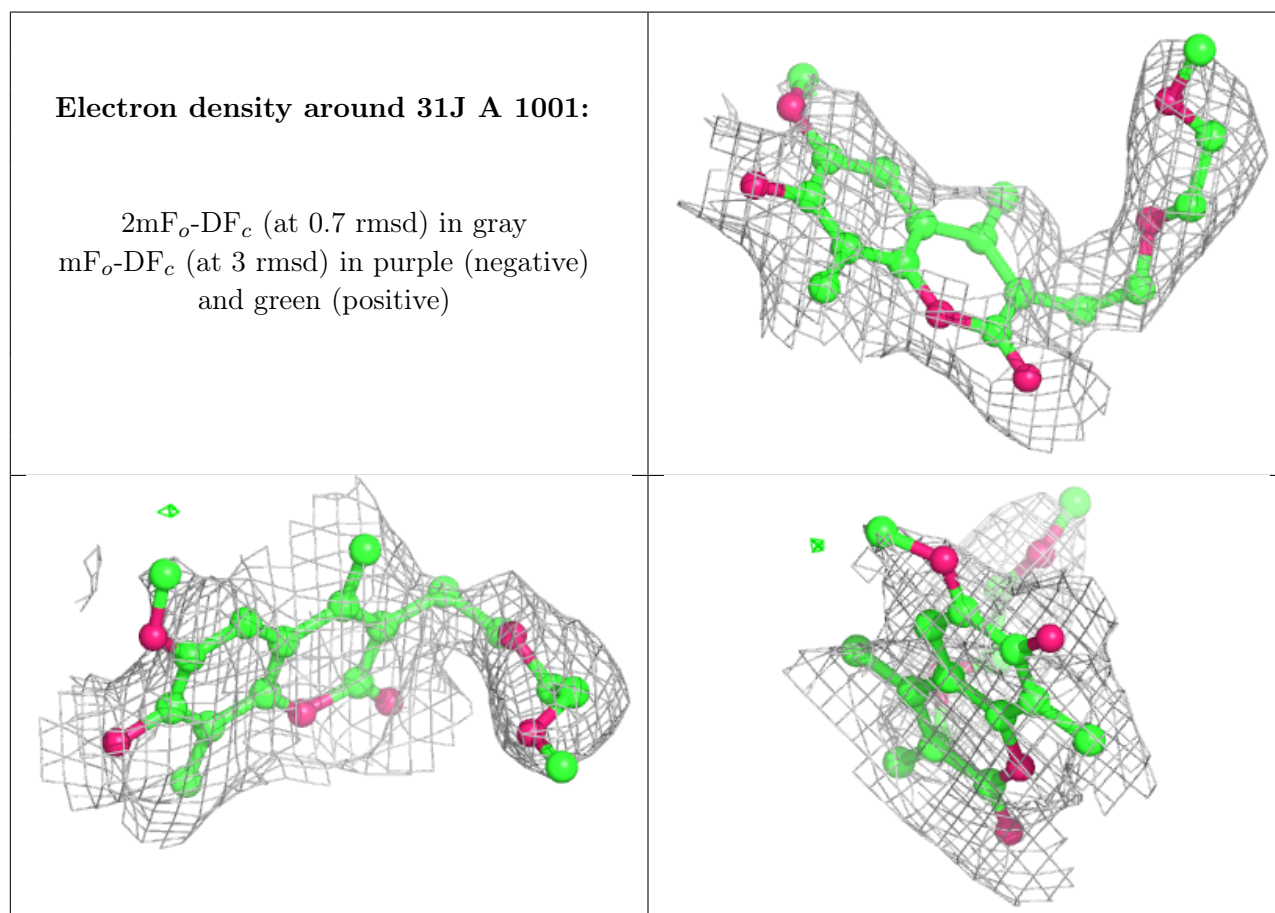 Electron density around 31J A 1001:
2mFo-DFc (at 0.7 rmsd) in gray
mFo-DFc (at 3 rmsd) in purple (negative)
and green (positive)